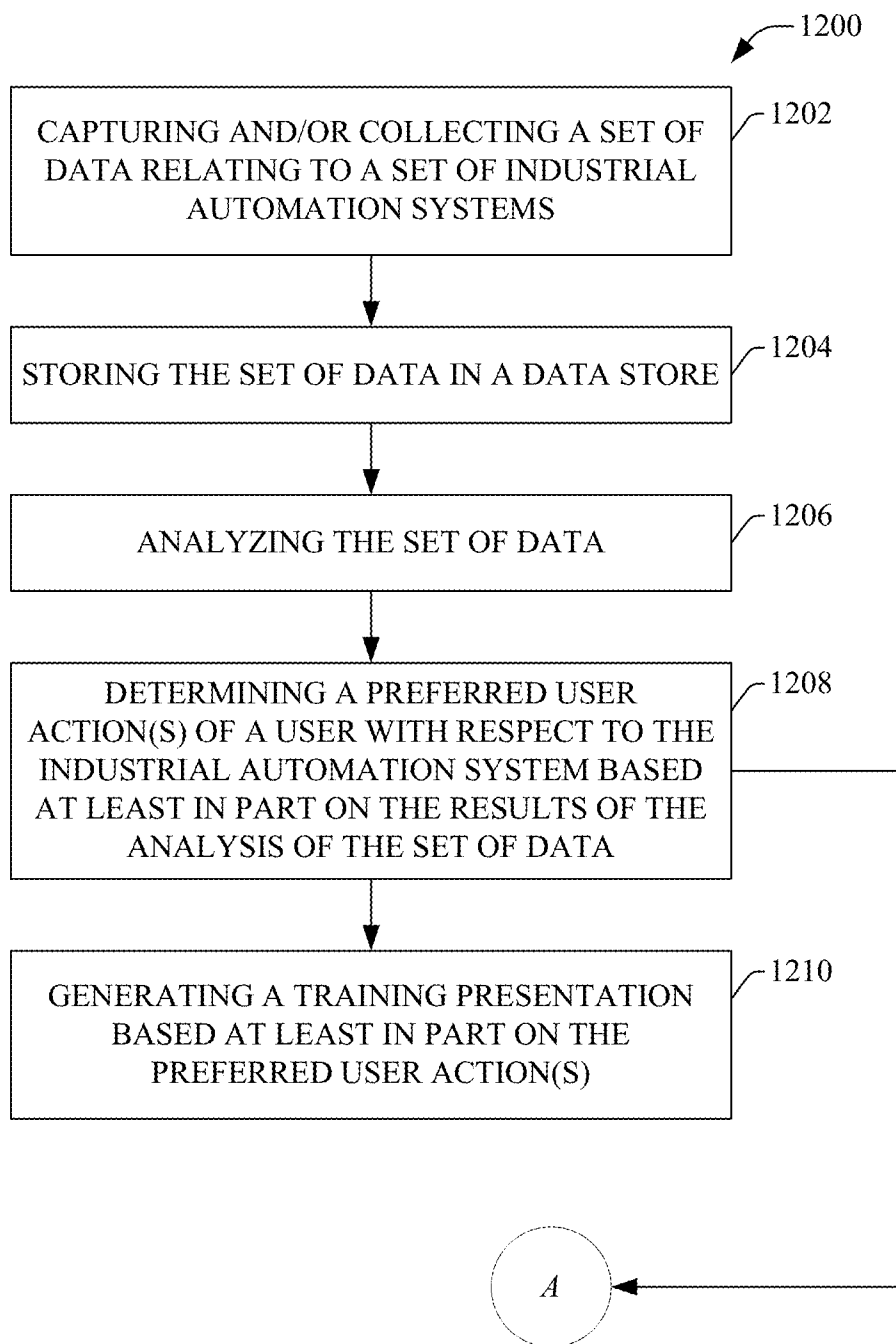 1200
CAPTURING AND/OR COLLECTING A SET OF
DATA RELATING TO A SET OF INDUSTRIAL
AUTOMATION SYSTEMS
1202
STORING THE SET OF DATA IN A DATA STORE
1204
ANALYZING THE SET OF DATA
1206
DETERMINING A PREFERRED USER
ACTION(S) OF A USER WITH RESPECT TO THE
INDUSTRIAL AUTOMATION SYSTEM BASED
AT LEAST IN PART ON THE RESULTS OF THE
ANALYSIS OF THE SET OF DATA
1208
GENERATING A TRAINING PRESENTATION
BASED AT LEAST IN PART ON THE
PREFERRED USER ACTION(S)
1210
A